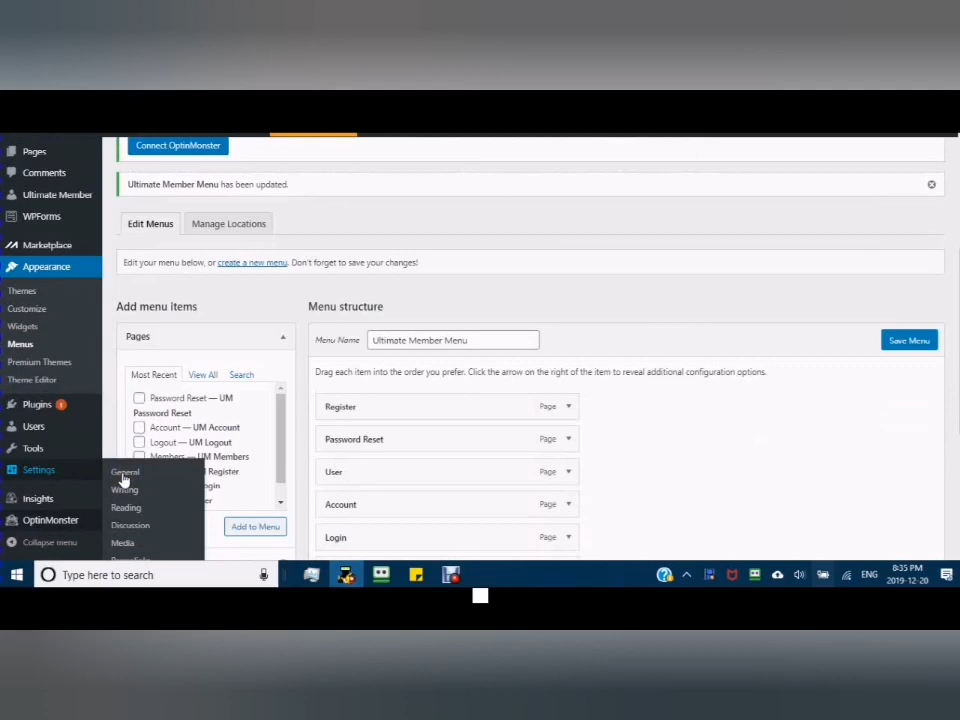 Pages
Comments
Ultimate Member
WPForms
Marketplace
Appearance
Themes
Customize
Widgets
Menus
Premium Themes
Theme Editor
Plugins 1
Users
Tools
Settings
Insights
OptinMonster
Collapse menu
General
Writing
Reading
Discussion
Media
Connect OptinMonster
Ultimate Member Menu has been updated.
Edit Menus
Manage Locations
Edit your menu below, or create a new menu. Don't forget to save your changes!
Add menu items
Pages
Most Recent
View All
Search
Password Reset — UM
Password Reset
Account — UM Account
Logout — UM Logout
Members — UM Members
Register
Add to Menu
Menu structure
Menu Name
Ultimate Member Menu
Save Menu
Drag each item into the order you prefer. Click the arrow on the right of the item to reveal additional configuration options.
Register
Page
Password Reset
Page
User
Page
Account
Page
Login
Page
Type here to search
ENG
8:35 PM
2019-12-20